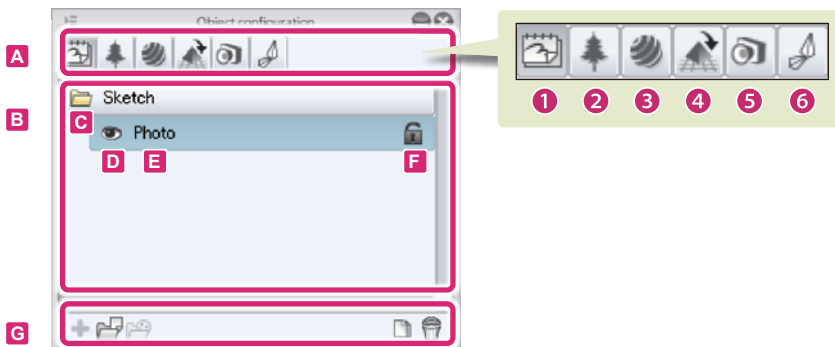 Object configuration
A
B
Sketch
C
Photo
D E F
G
1 2 3 4 5 6